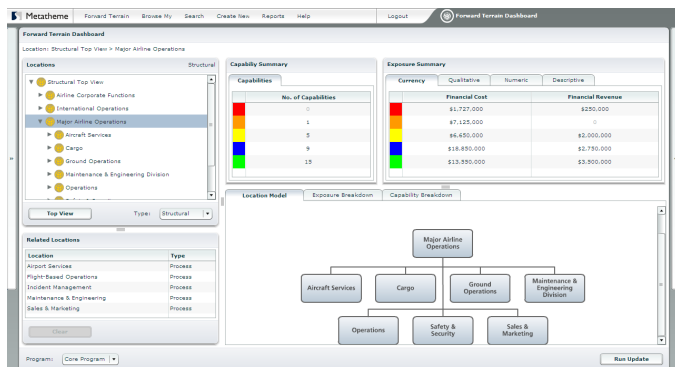 Metatheme
Forward Terrain Browse My Search Create New Reports Help Logout Forward Terrain Dashboard
Forward Terrain Dashboard
Location: Structural Top View > Major Airline Operations
Locations Structural
Structural Top View
Airline Corporate Functions
International Operations
Major Airline Operations
Aircraft Services
Cargo
Ground Operations
Maintenance & Engineering Division
Operations
Top View Type: Structural
Related Locations
Location Type
Airport Services Process
Flight-Based Operations Process
Incident Management Process
Maintenance & Engineering Process
Sales & Marketing Process
Clear
Capabiliy Summary
Capabilities
No. of Capabilities
0
1
5
9
Exposure Summary
Currency Qualitative Numeric Descriptive
Financial Cost Financial Revenue
$1,727,000 $250,000
$7,125,000 0
$6,650,000 $2,000,000
$18,850,000 $2,750,000
$3,500,000
Location Model Exposure Breakdown Capability Breakdown
Major Airline
Operations
Aircraft Services Cargo Ground
Operations Maintenance &
Engineering
Division
Operations Safety &
Security Sales &
Marketing
Program: Core Program Run Update